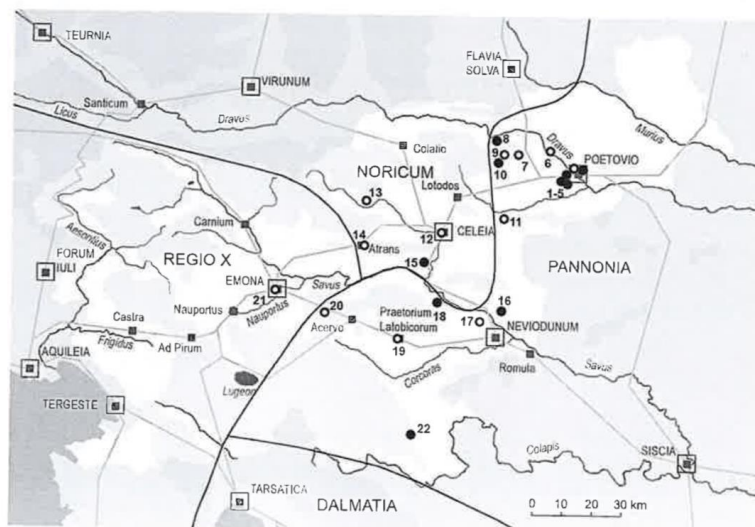 TEURNIA
FLAVIA
SOLVA
VIRUNUM
Santicum
Licus
Dravus
Murius
Colatio
8
Dravus
9
7
6
POETOVIO
10
NORICUM
Lotodos
1-5
13
11
Carnium
12
CELEIA
14
Atrans
Aesontius
FORUM
IULI
REGIO X
15
PANNONIA
EMONA
Savus
21
20
Praetorium
Latobicorum
16
Nauportus
Nauportus
Acervo
18
17
NEVIODUNUM
Castra
Ad Pirum
19
Frigidus
AQUILEIA
Corcoras
Romula
Savus
Lugeon
TERGESTE
22
Colapis
SISCIA
TARSATICA
DALMATIA
0 10 20 30 km